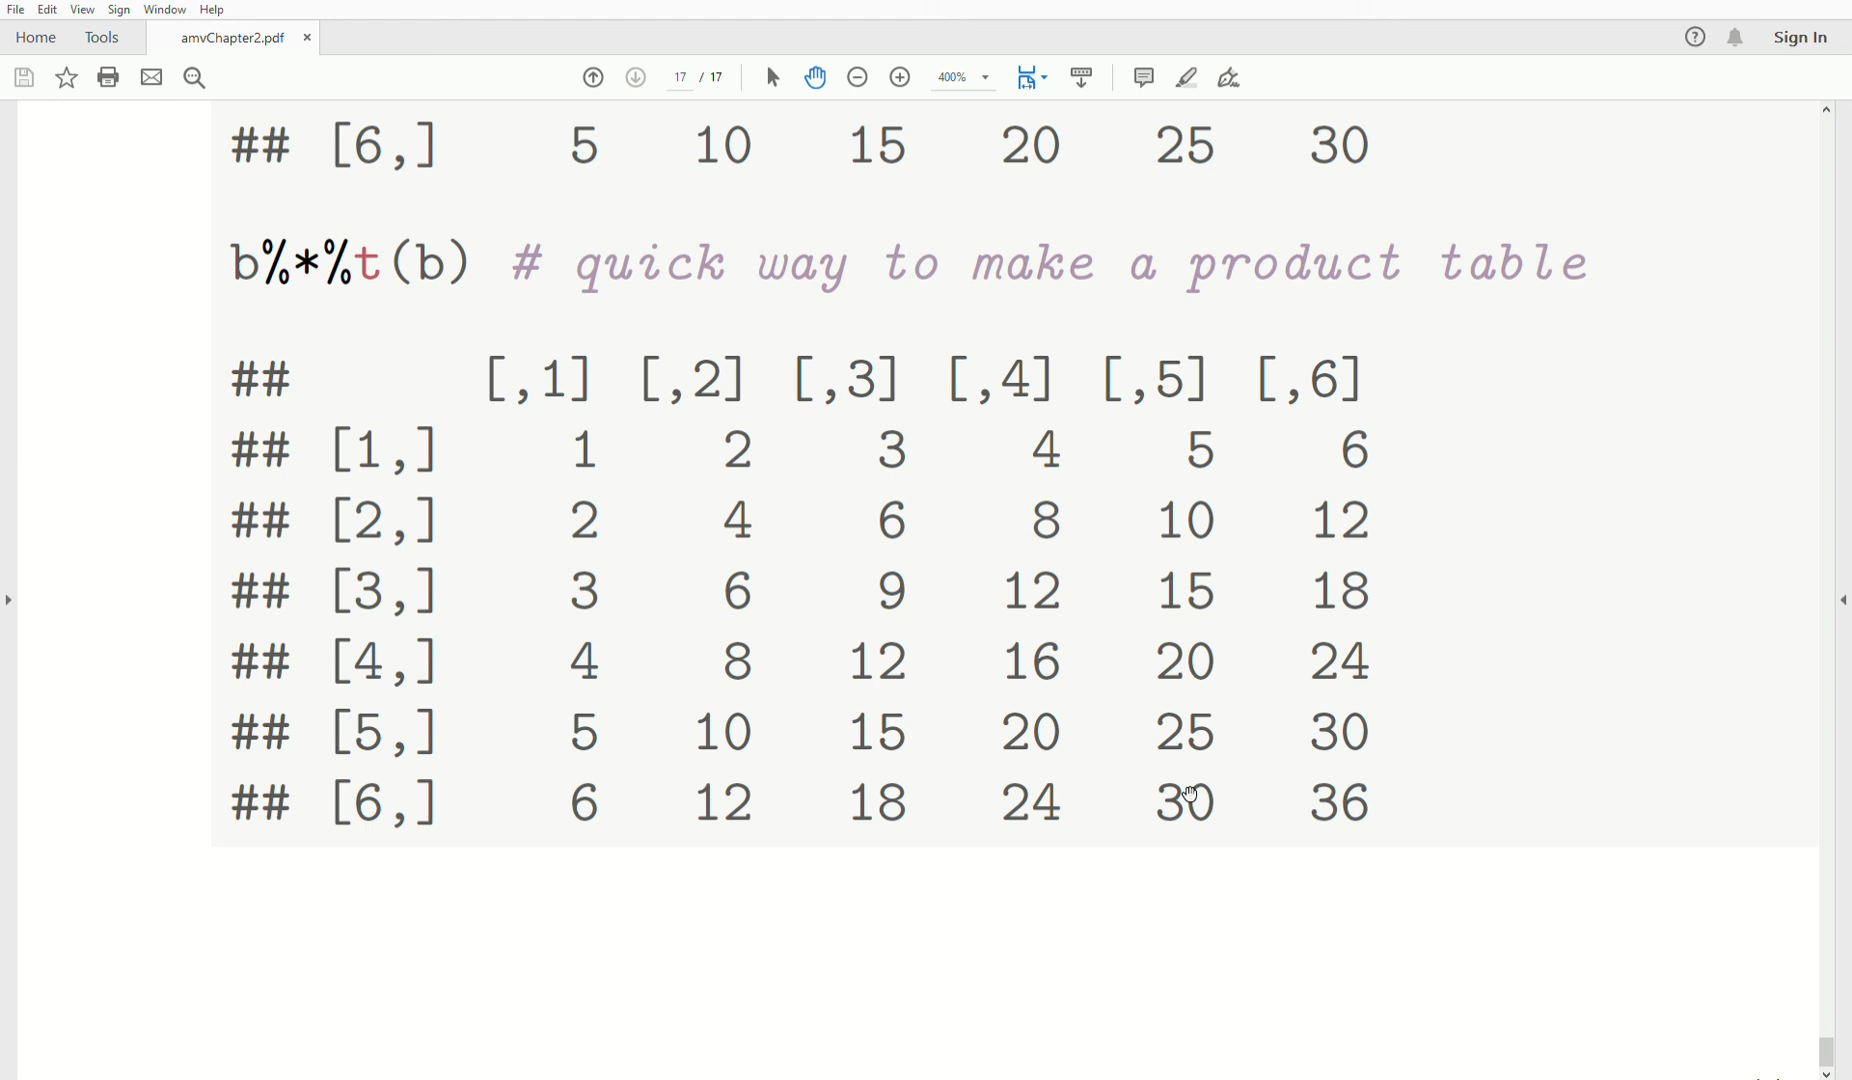 File Edit View Sign Window Help
Home Tools amvChapter2.pdf × ? Sign In
17 / 17 400%
## [6,] 5 10 15 20 25 30
b%*%t(b) # quick way to make a product table
## [,1] [,2] [,3] [,4] [,5] [,6]
## [1,] 1 2 3 4 5 6
## [2,] 2 4 6 8 10 12
## [3,] 3 6 9 12 15 18
## [4,] 4 8 12 16 20 24
## [5,] 5 10 15 20 25 30
## [6,] 6 12 18 24 30 36